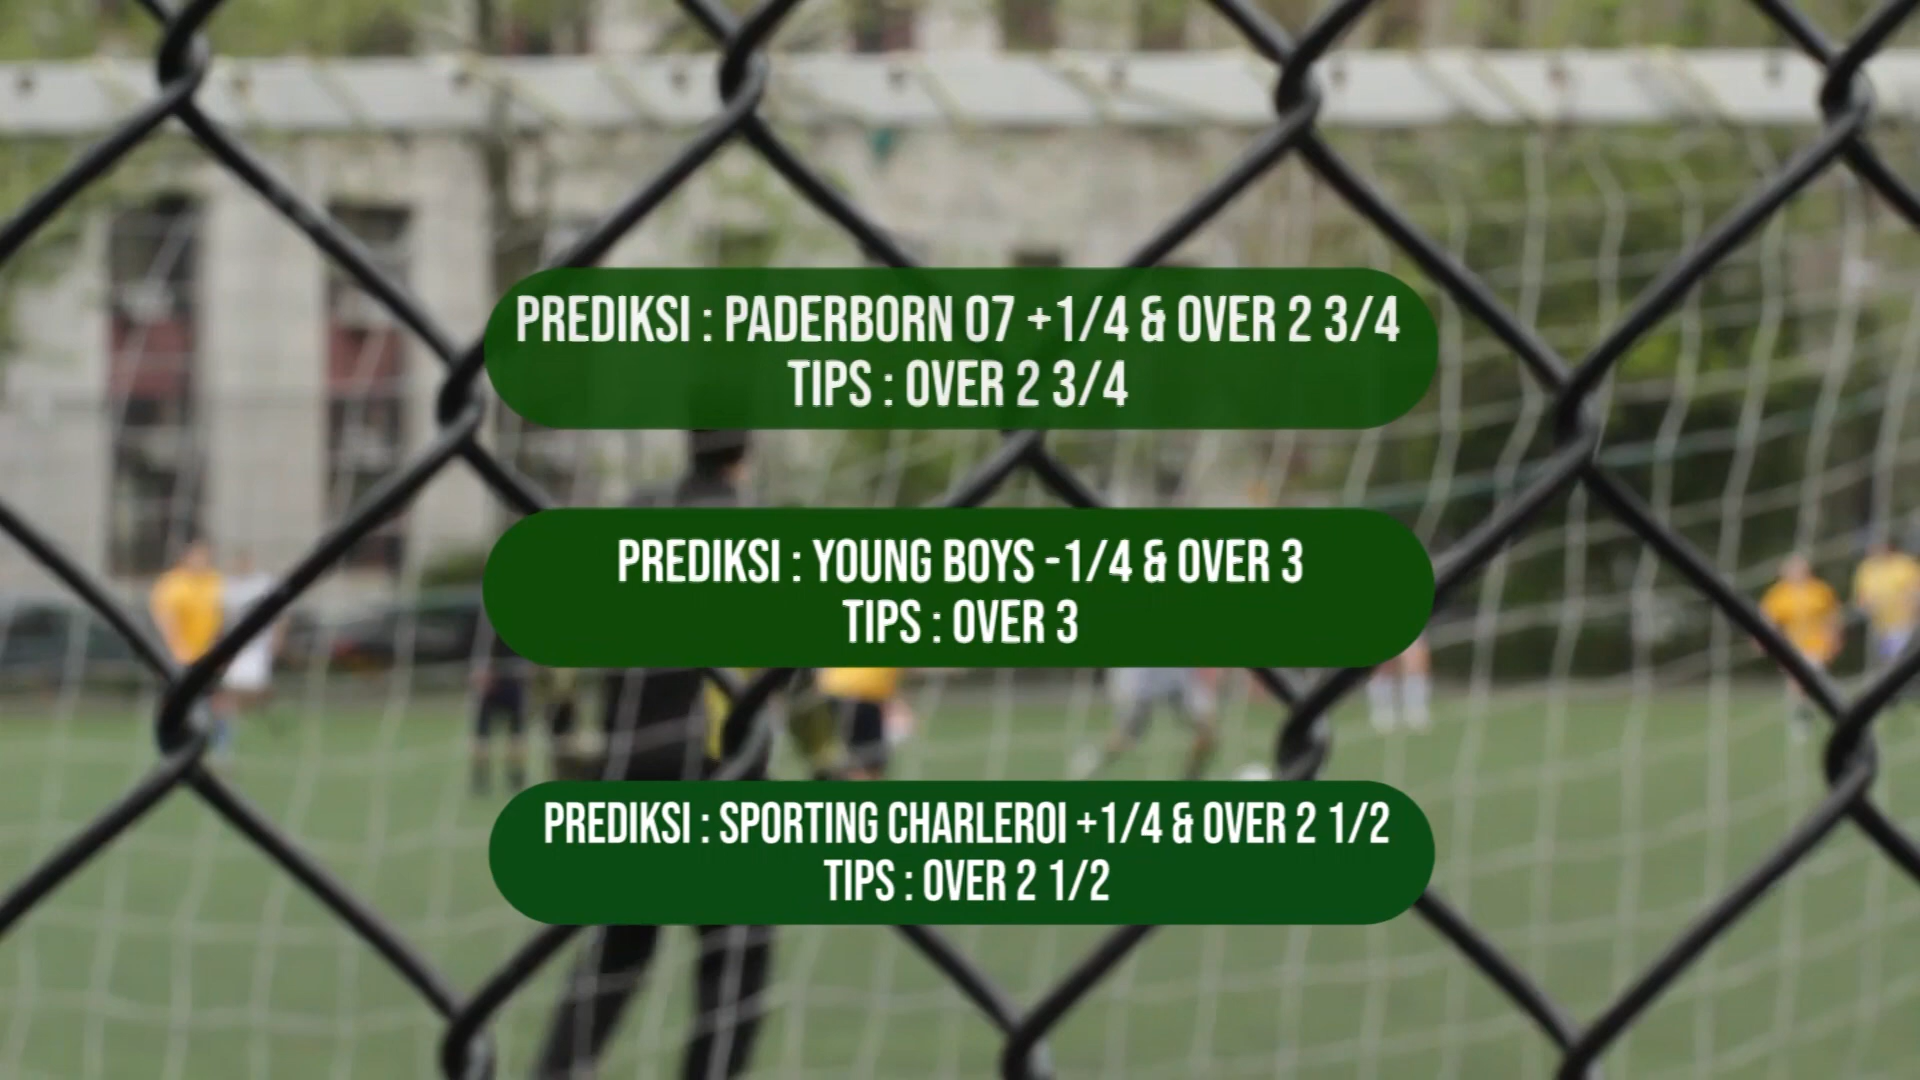 PREDIKSI : PADERBORN 07 +1/4 & OVER 2 3/4
TIPS : OVER 2 3/4
PREDIKSI : YOUNG BOYS -1/4 & OVER 3
TIPS : OVER 3
PREDIKSI : SPORTING CHARLEROI +1/4 & OVER 2 1/2
TIPS : OVER 2 1/2